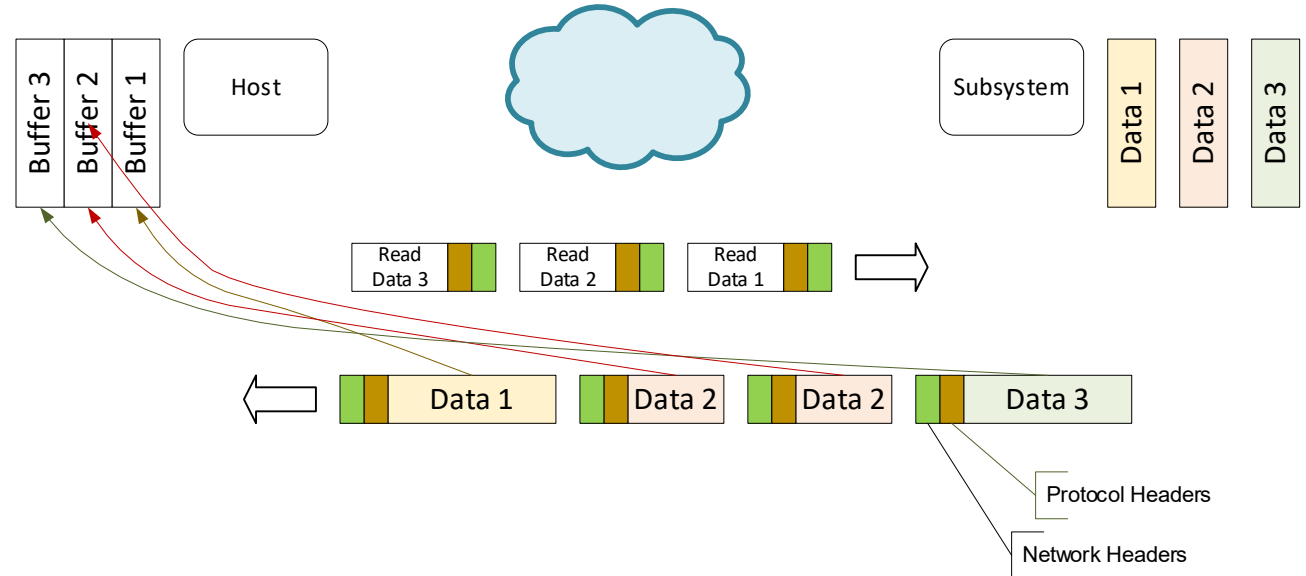 Buffer 3
Buffer 2
Buffer 1
Host
Subsystem
Data 1
Data 2
Data 3
Read
Data 3
Read
Data 2
Read
Data 1
Data 1
Data 2
Data 2
Data 3
Protocol Headers
Network Headers